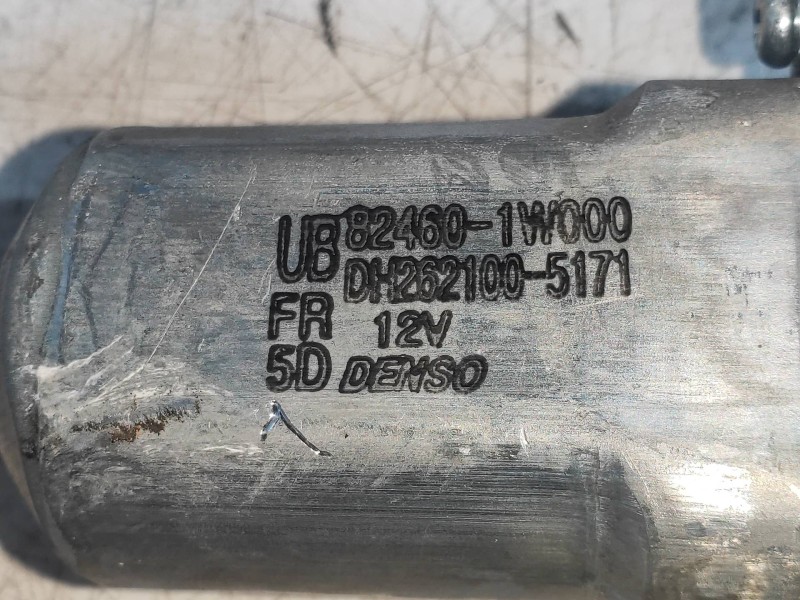 UB 82460-1W000
DH262100-5171
FR 12V
5D DENSO